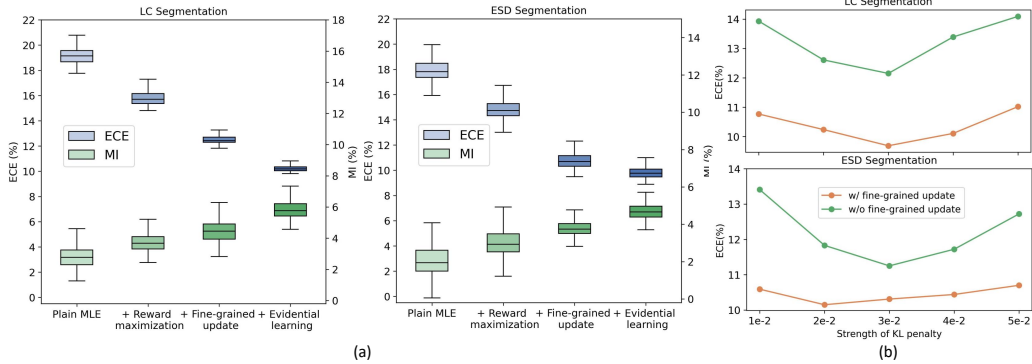 LC Segmentation
22
20
18
16
14
12
10
8
6
4
2
0
ECE (%)
ECE
MI
18
16
14
12
10
8
6
4
2
0
MI (%)
Plain MLE
+ Reward
maximization
+ Fine-grained
update
+ Evidential
learning
ESD Segmentation
22
20
18
16
14
12
10
8
6
4
2
0
ECE (%)
ECE
MI
14
12
10
8
6
4
2
0
MI (%)
Plain MLE
+ Reward
maximization
+ Fine-grained
update
+ Evidential
learning
(a)
LC Segmentation
14
13
12
11
10
ECE(%)
ESD Segmentation
14
13
12
11
10
ECE(%)
w/ fine-grained update
w/o fine-grained update
1e-2
2e-2
3e-2
4e-2
5e-2
Strength of KL penalty
(b)